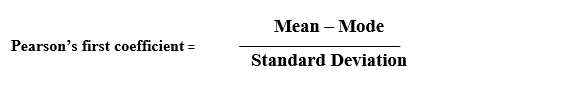 Mean – Mode
Pearson’s first coefficient =
Standard Deviation